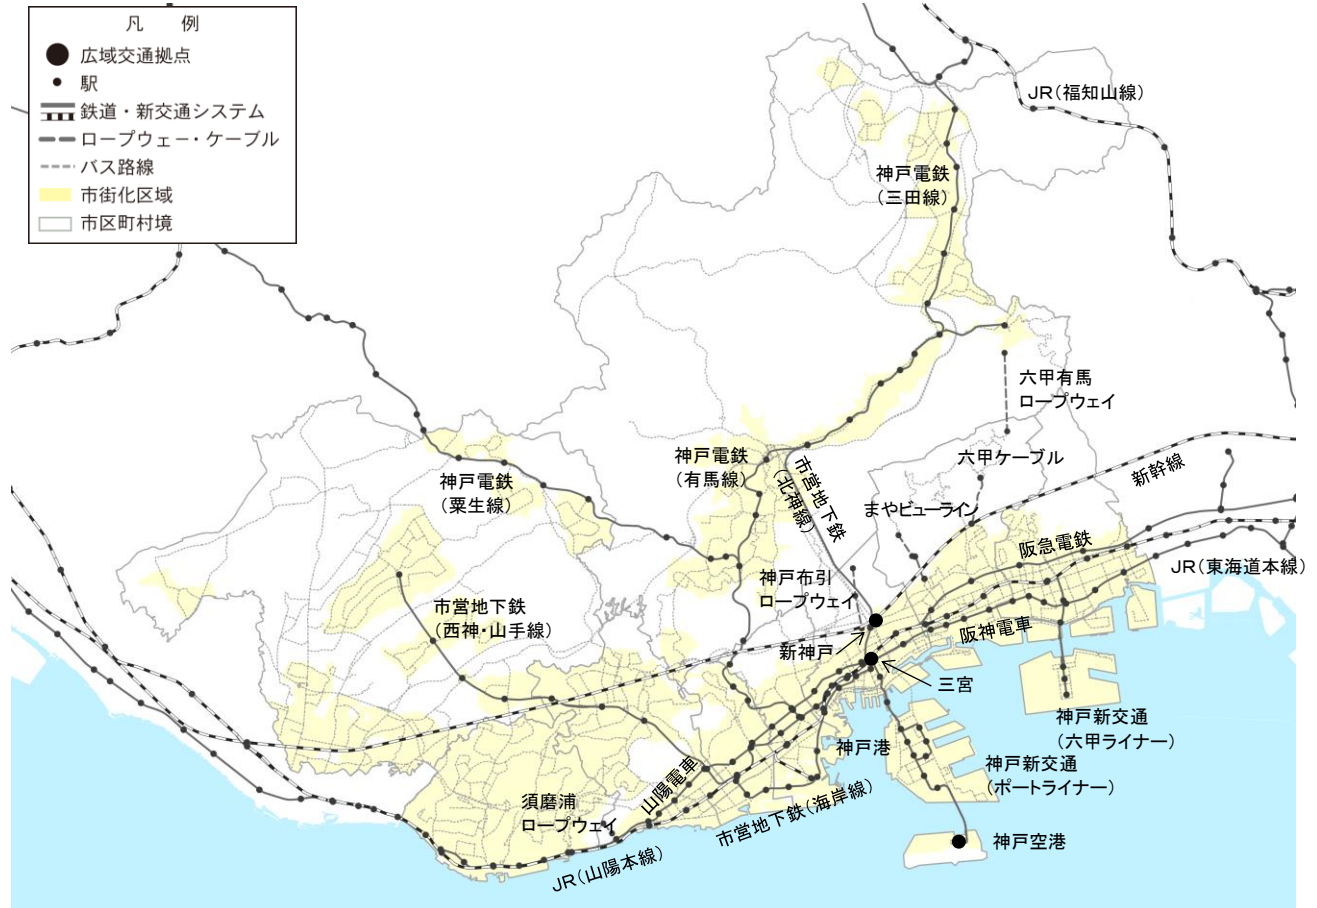 凡　例
広域交通拠点
駅
鉄道・新交通システム
ロープウェー・ケーブル
バス路線
市街化区域
市区町村境
JR（福知山線）
神戸電鉄
（三田線）
六甲有馬
ロープウェイ
神戸電鉄
（有馬線）
市営地下鉄
（北神線）
六甲ケーブル
新幹線
神戸電鉄
（粟生線）
まやビューライン
阪急電鉄
JR（東海道本線）
神戸布引
ロープウェイ
市営地下鉄
（西神・山手線）
阪神電車
新神戸
三宮
神戸新交通
（六甲ライナー）
神戸港
神戸新交通
（ポートライナー）
山陽電車
須磨浦
ロープウェイ
市営地下鉄（海岸線）
神戸空港
JR（山陽本線）